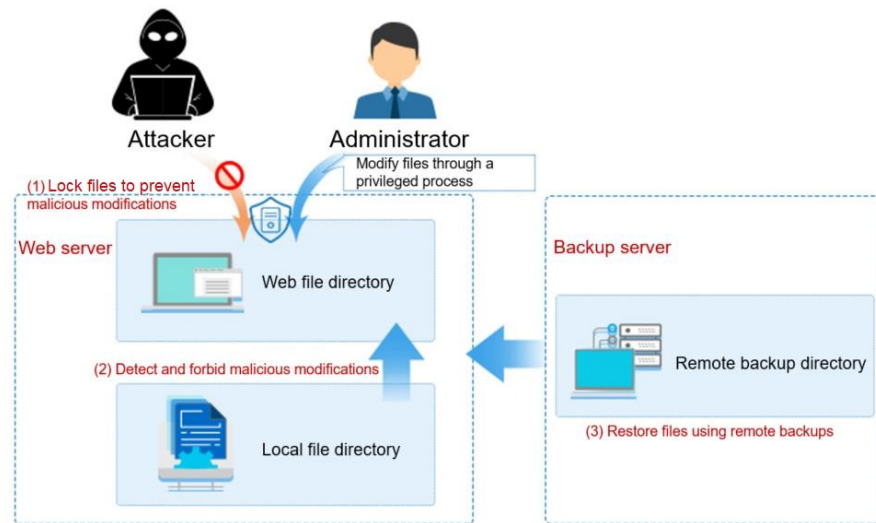 Attacker
Administrator
Modify files through a
privileged process
(1) Lock files to prevent
malicious modifications
Web server
Web file directory
(2) Detect and forbid malicious modifications
Local file directory
Backup server
Remote backup directory
(3) Restore files using remote backups